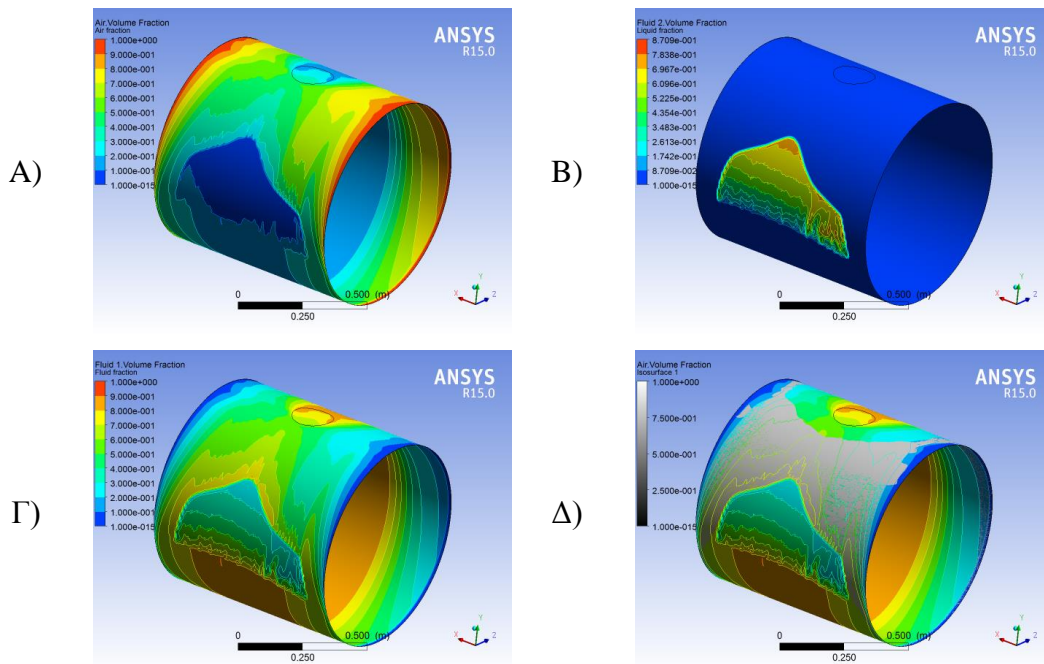 Α)
Air.Volume Fraction
Air fraction
1.000e+000
9.000e-001
8.000e-001
7.000e-001
6.000e-001
5.000e-001
4.000e-001
3.000e-001
2.000e-001
1.000e-001
1.000e-015
ANSYS
R15.0
0 0.500 (m)
0.250
X Y Z
Β)
Fluid 2.Volume Fraction
Liquid fraction
8.709e-001
7.838e-001
6.967e-001
6.096e-001
5.225e-001
4.354e-001
3.483e-001
2.613e-001
1.742e-001
8.709e-002
1.000e-015
ANSYS
R15.0
0 0.500 (m)
0.250
X Y Z
Γ)
Fluid 1.Volume Fraction
Fluid fraction
1.000e+000
9.000e-001
8.000e-001
7.000e-001
6.000e-001
5.000e-001
4.000e-001
3.000e-001
2.000e-001
1.000e-001
1.000e-015
ANSYS
R15.0
0 0.500 (m)
0.250
X Y Z
Δ)
Air.Volume Fraction
Isosurface 1
1.000e+000
7.500e-001
5.000e-001
2.500e-001
1.000e-015
ANSYS
R15.0
0 0.500 (m)
0.250
X Y Z